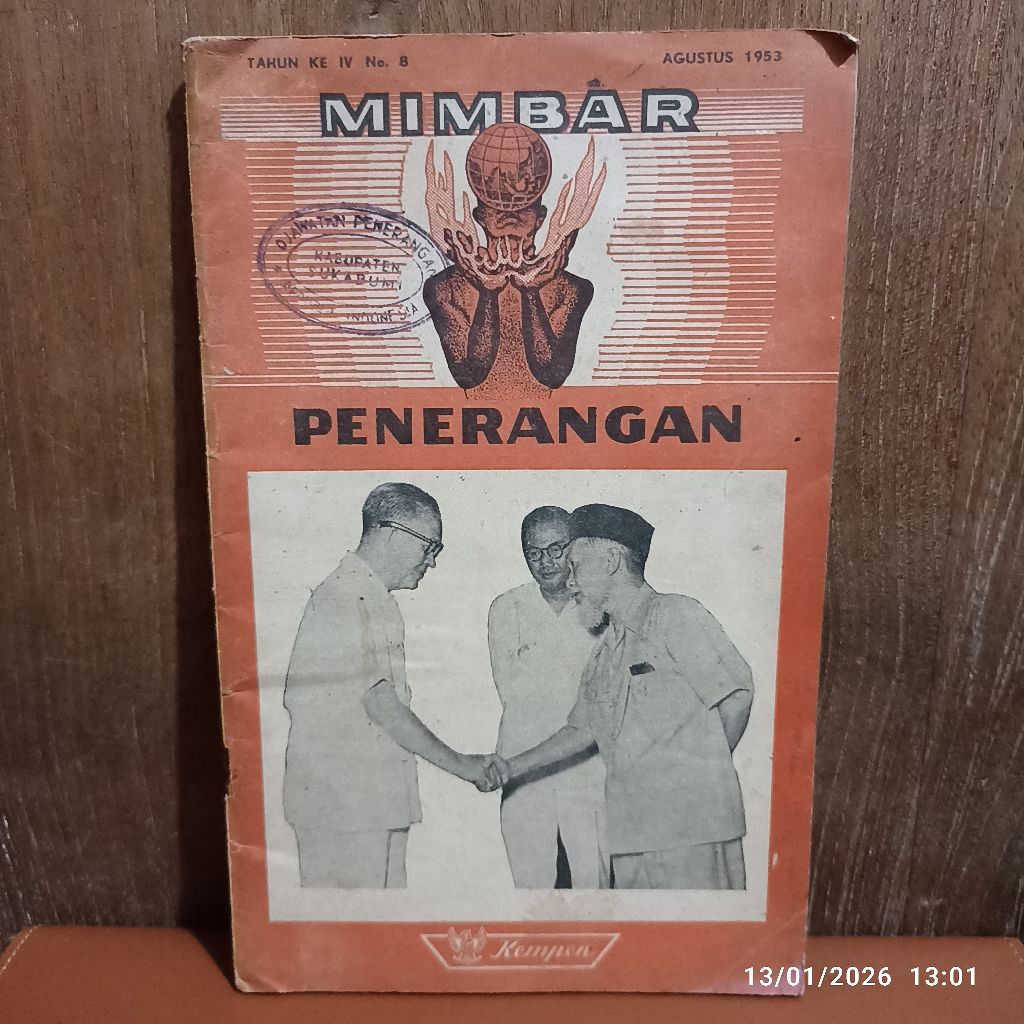 TAHUN KE IV No. 8
AGUSTUS 1953
MIMBAR
DJAWATAN PENERANGAN
KABUPATEN
SUKABUMI
INDONESIA
PENERANGAN
Kempen
13/01/2026 13:01